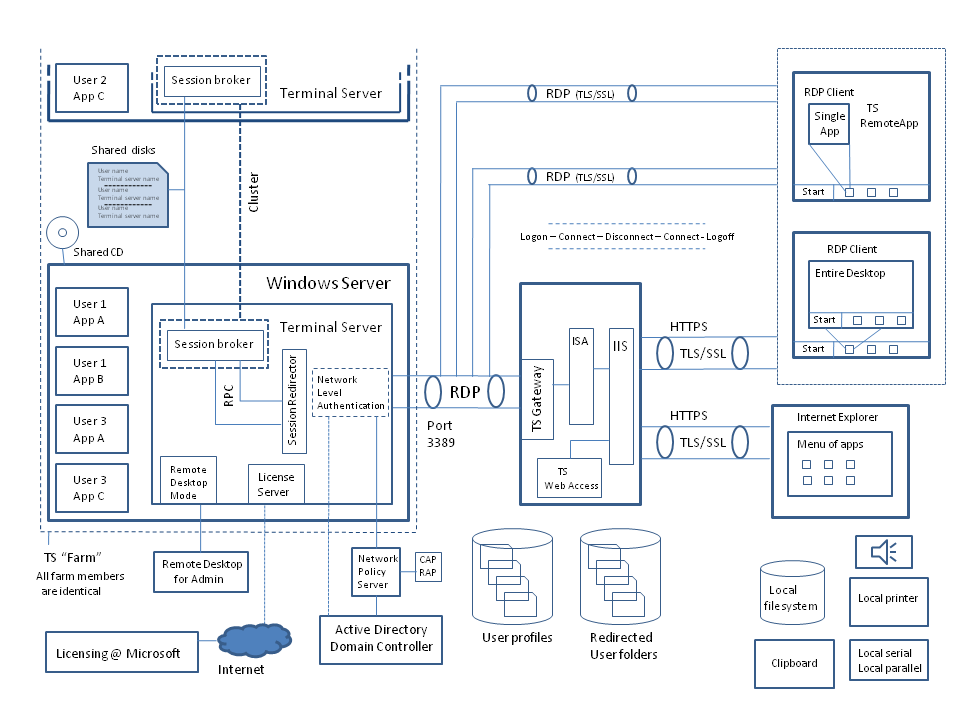 User 2
App C
Session broker
Terminal Server
Shared disks
User name
Terminal server name
User name
Terminal server name
User name
Terminal server name
Cluster
Shared CD
Windows Server
User 1
App A
User 1
App B
User 3
App A
User 3
App C
Terminal Server
Session broker
RPC
Session Redirector
Network
Level
Authentication
Remote
Desktop
Mode
License
Server
RDP (TLS/SSL)
RDP (TLS/SSL)
Logon – Connect – Disconnect – Connect - Logoff
RDP
Port
3389
TS Gateway
ISA
IIS
TS
Web Access
HTTPS
TLS/SSL
HTTPS
TLS/SSL
RDP Client
Single
App
TS
RemoteApp
Start
RDP Client
Entire Desktop
Start
Start
Internet Explorer
Menu of apps
TS “Farm”
All farm members
are identical
Remote Desktop
for Admin
Network
Policy
Server
CAP
RAP
Licensing @ Microsoft
Internet
Active Directory
Domain Controller
User profiles
Redirected
User folders
Local
filesystem
Local printer
Clipboard
Local serial
Local parallel